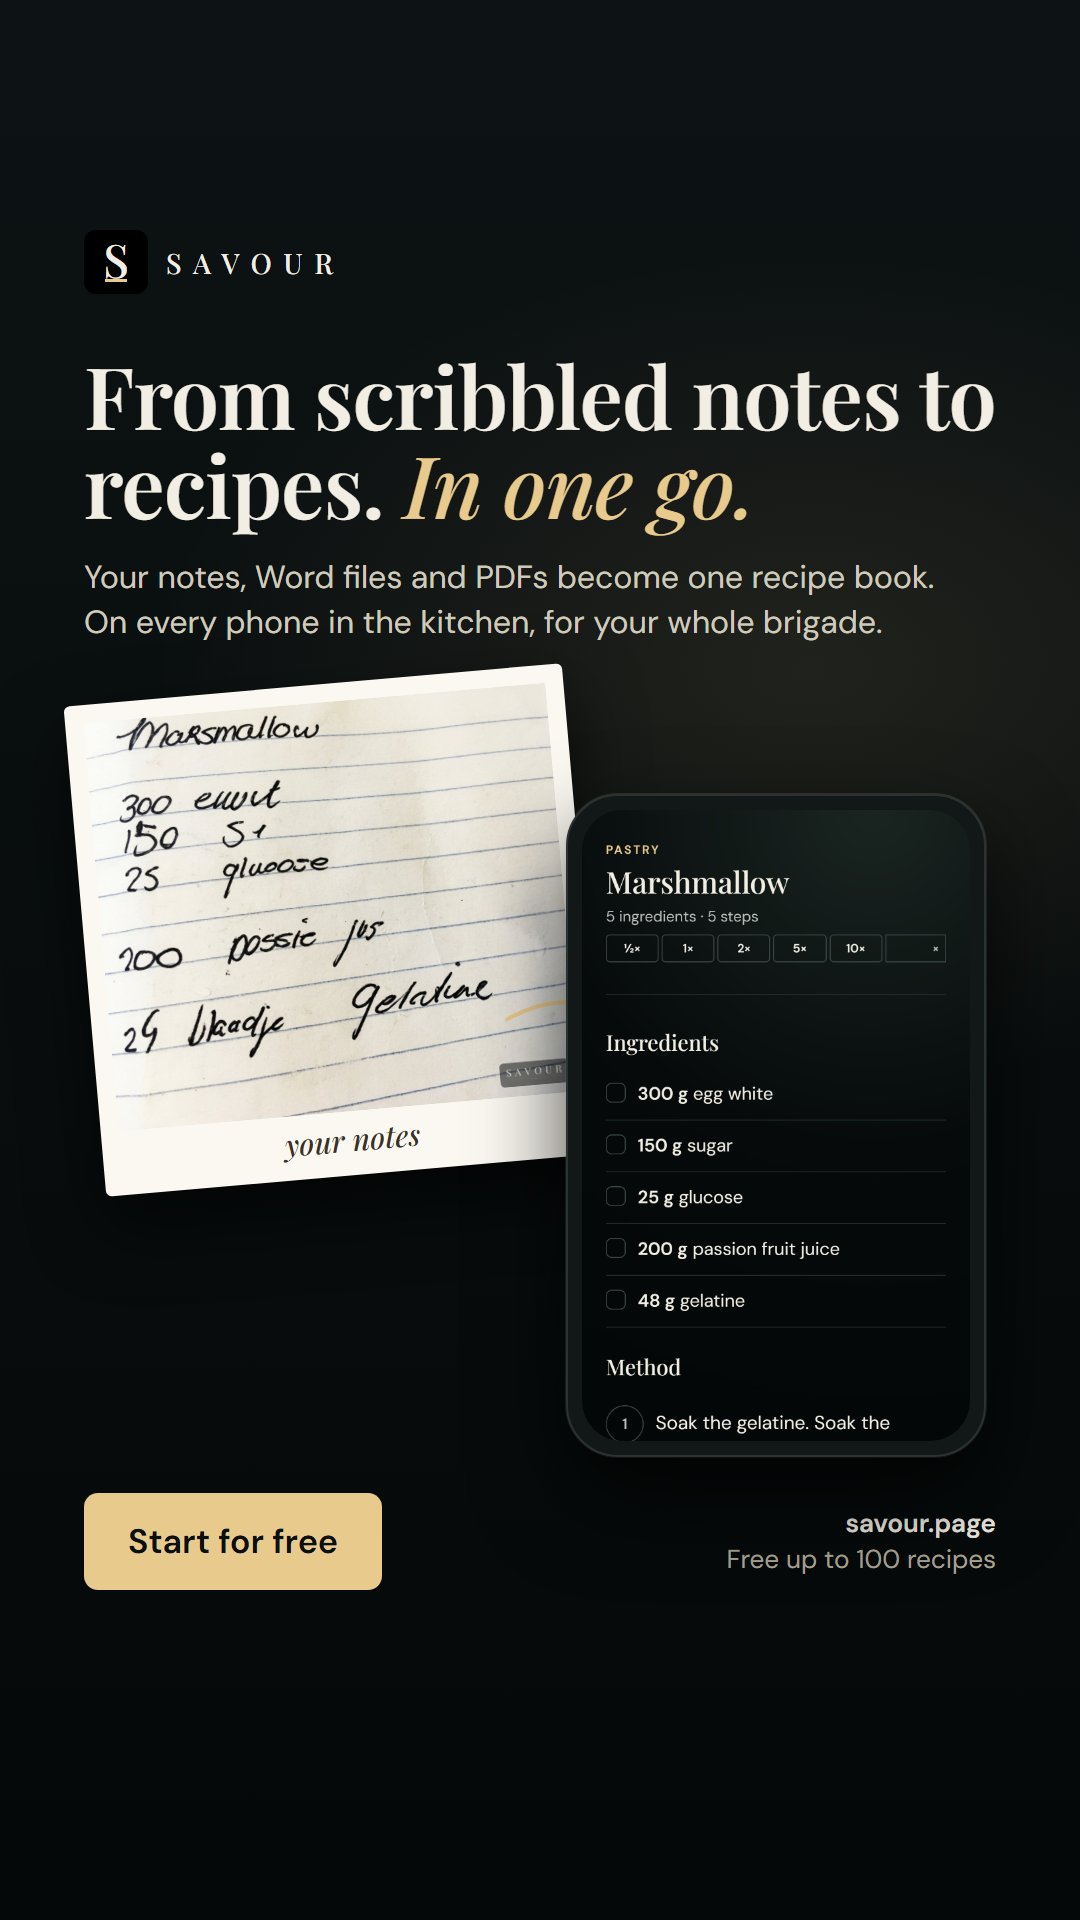 S SAVOUR
From scribbled notes to
recipes. In one go.
Your notes, Word files and PDFs become one recipe book.
On every phone in the kitchen, for your whole brigade.
Marsmallow
300 eiwit
150 S+
25 glucose
200 passie jus
24 blaadje gelatine
SAVOUR
your notes
PASTRY
Marshmallow
5 ingredients · 5 steps
½× 1× 2× 5× 10× ×
Ingredients
300 g egg white
150 g sugar
25 g glucose
200 g passion fruit juice
48 g gelatine
Method
1 Soak the gelatine. Soak the
Start for free
savour.page
Free up to 100 recipes